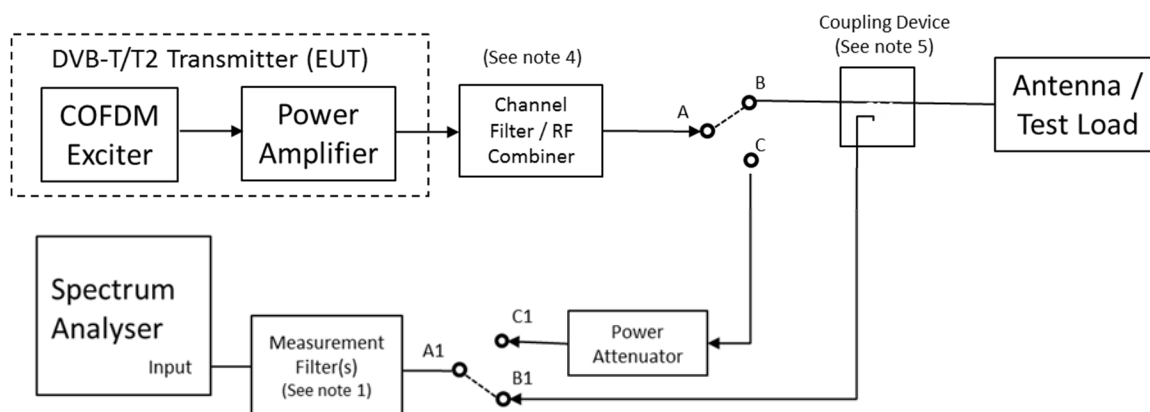 Coupling Device
(See note 5)
DVB-T/T2 Transmitter (EUT)
(See note 4)
COFDM
Exciter
Power
Amplifier
Channel
Filter / RF
Combiner
A
B
C
Antenna /
Test Load
Spectrum
Analyser
Input
Measurement
Filter(s)
(See note 1)
A1
C1
B1
Power
Attenuator